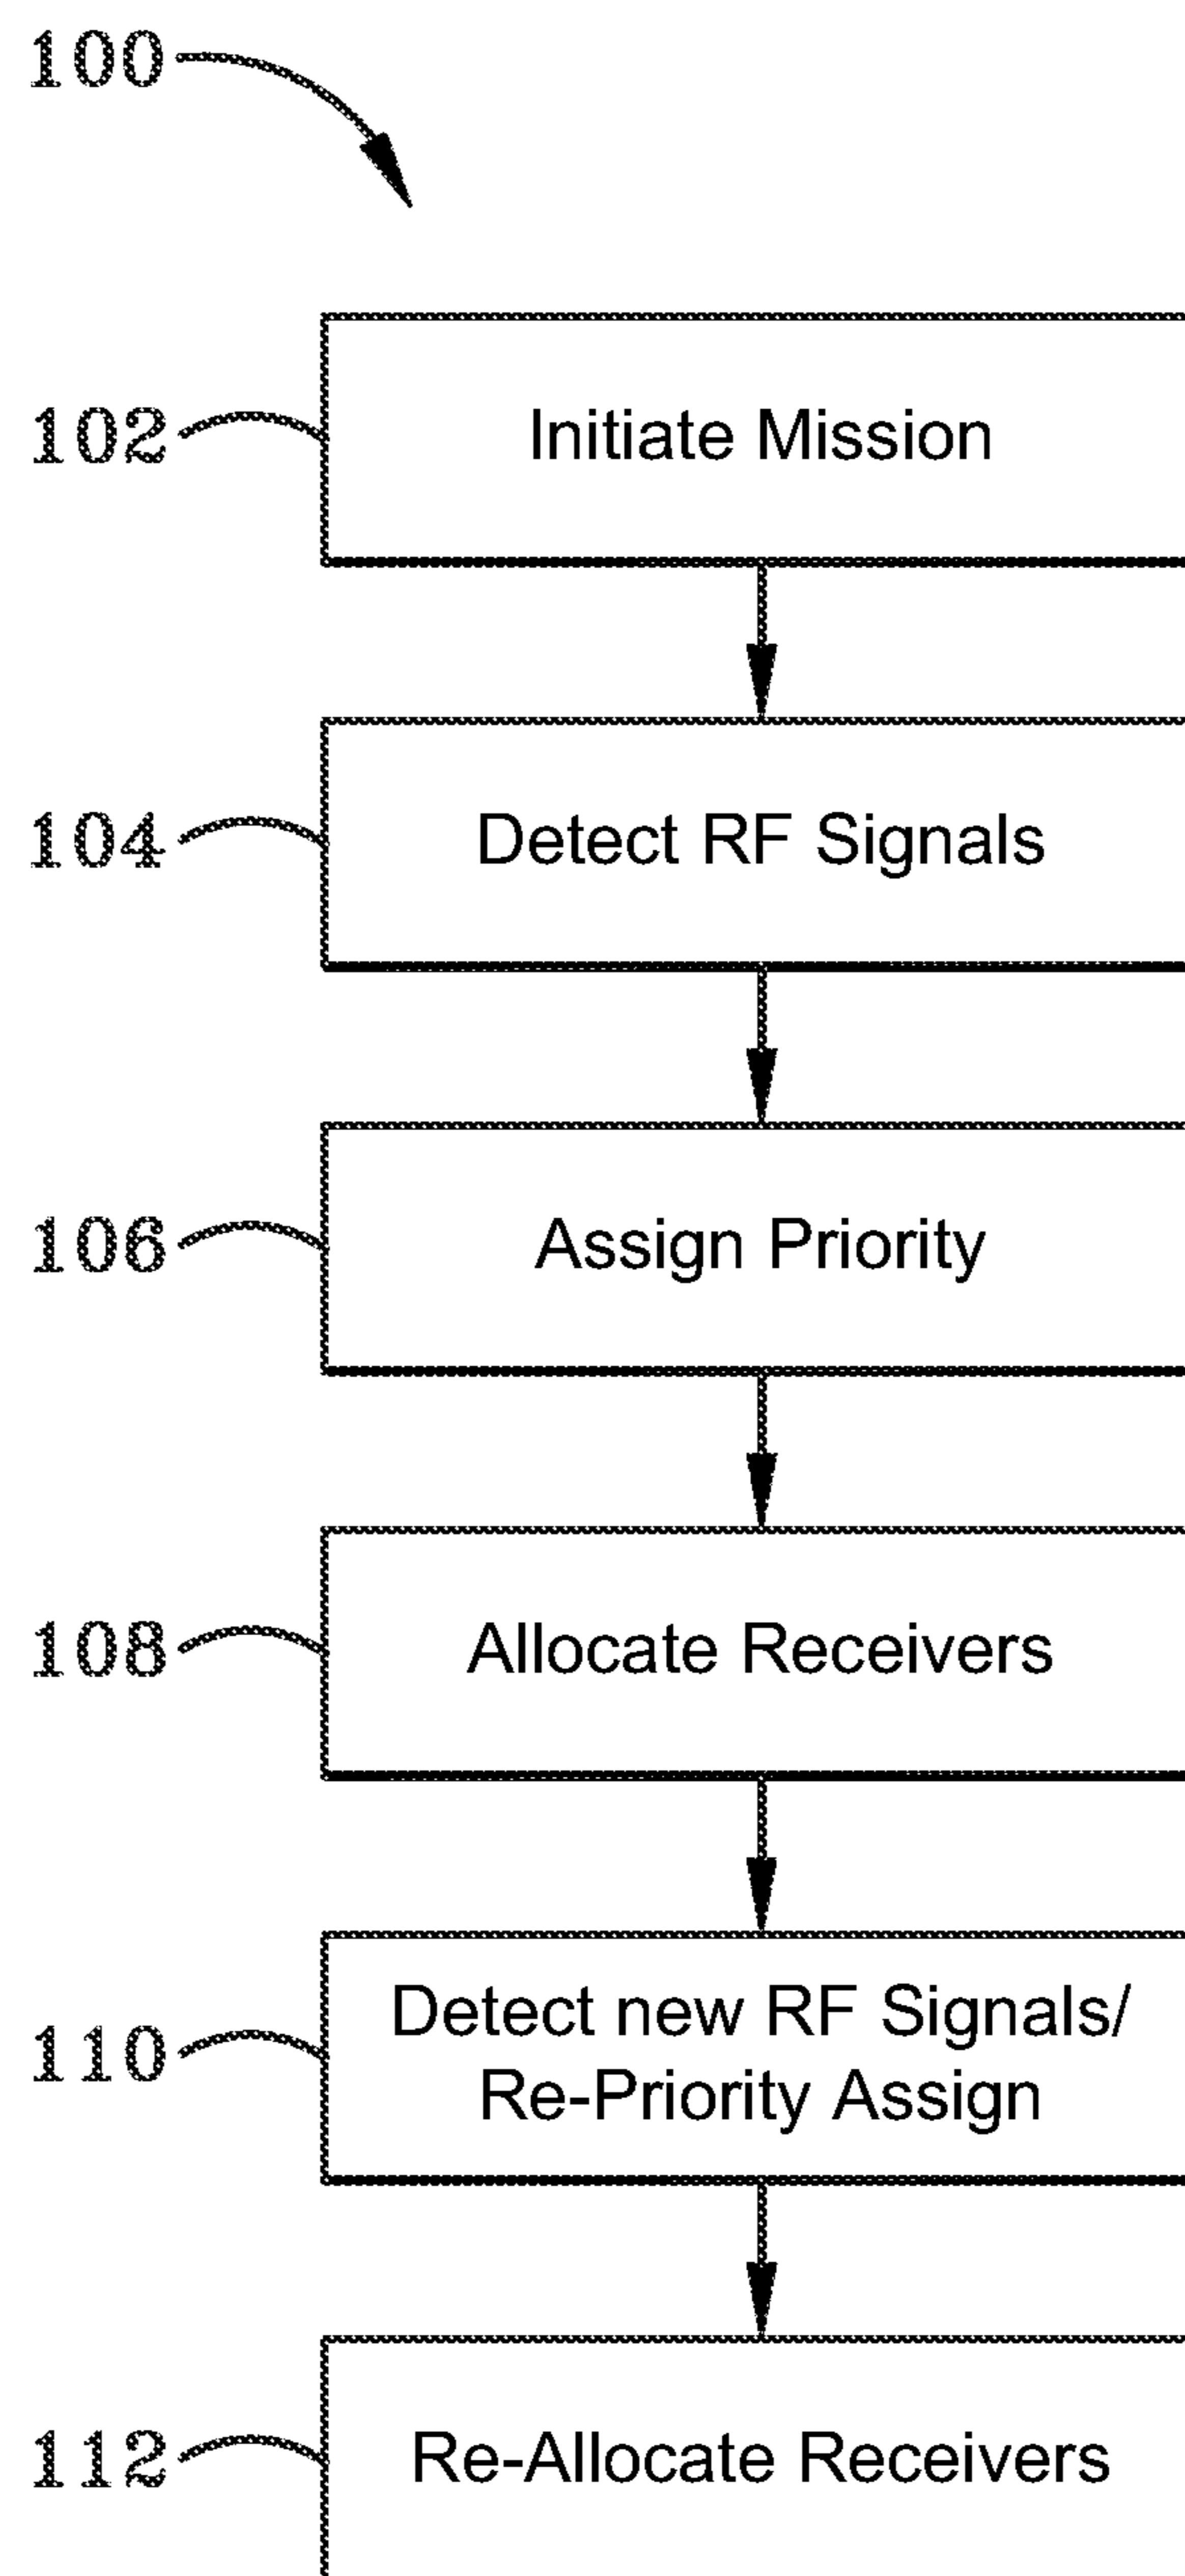 100
102 Initiate Mission
104 Detect RF Signals
106 Assign Priority
108 Allocate Receivers
110 Detect new RF Signals/
Re-Priority Assign
112 Re-Allocate Receivers